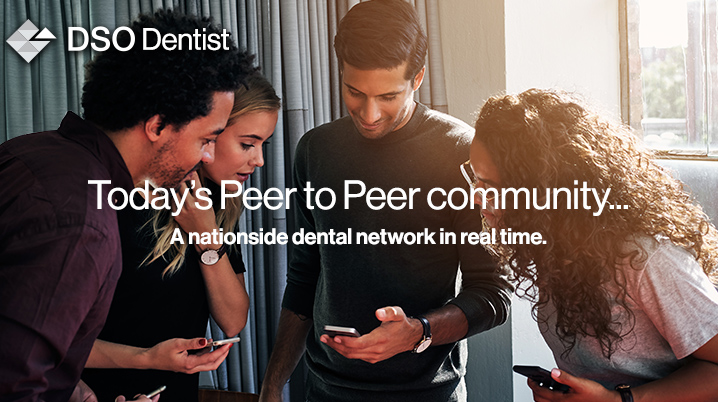 DSO Dentist
Today's Peer to Peer community...
A nationside dental network in real time.